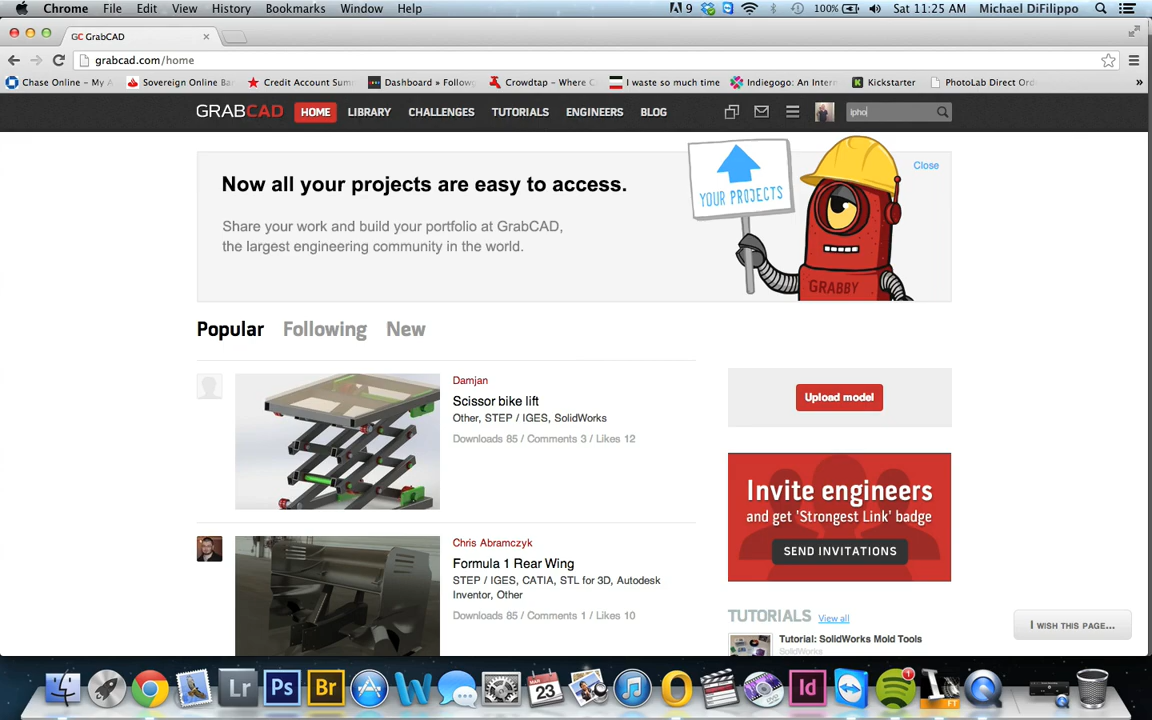 Chrome File Edit View History Bookmarks Window Help 9 100% Sat 11:25 AM Michael DiFilippo
GC GrabCAD
grabcad.com/home
Chase Online - My A Sovereign Online Ba Credit Account Sum Dashboard » Follow Crowdtap – Where C I waste so much time Indiegogo: An Inter Kickstarter PhotoLab Direct Ord »
GRABCAD HOME LIBRARY CHALLENGES TUTORIALS ENGINEERS BLOG Ipho
Now all your projects are easy to access.
Close
YOUR PROJECTS
Share your work and build your portfolio at GrabCAD,
the largest engineering community in the world.
GRABBY
Popular Following New
Damjan
Scissor bike lift
Other, STEP / IGES, SolidWorks
Downloads 85 / Comments 3 / Likes 12
Upload model
Invite engineers
and get 'Strongest Link' badge
SEND INVITATIONS
Chris Abramczyk
Formula 1 Rear Wing
STEP / IGES, CATIA, STL for 3D, Autodesk
Inventor, Other
Downloads 85 / Comments 1 / Likes 10
TUTORIALS View all
Tutorial: SolidWorks Mold Tools
SolidWorks
I WISH THIS PAGE...
Lr Ps Br W MAR 23 O Id 1 FT